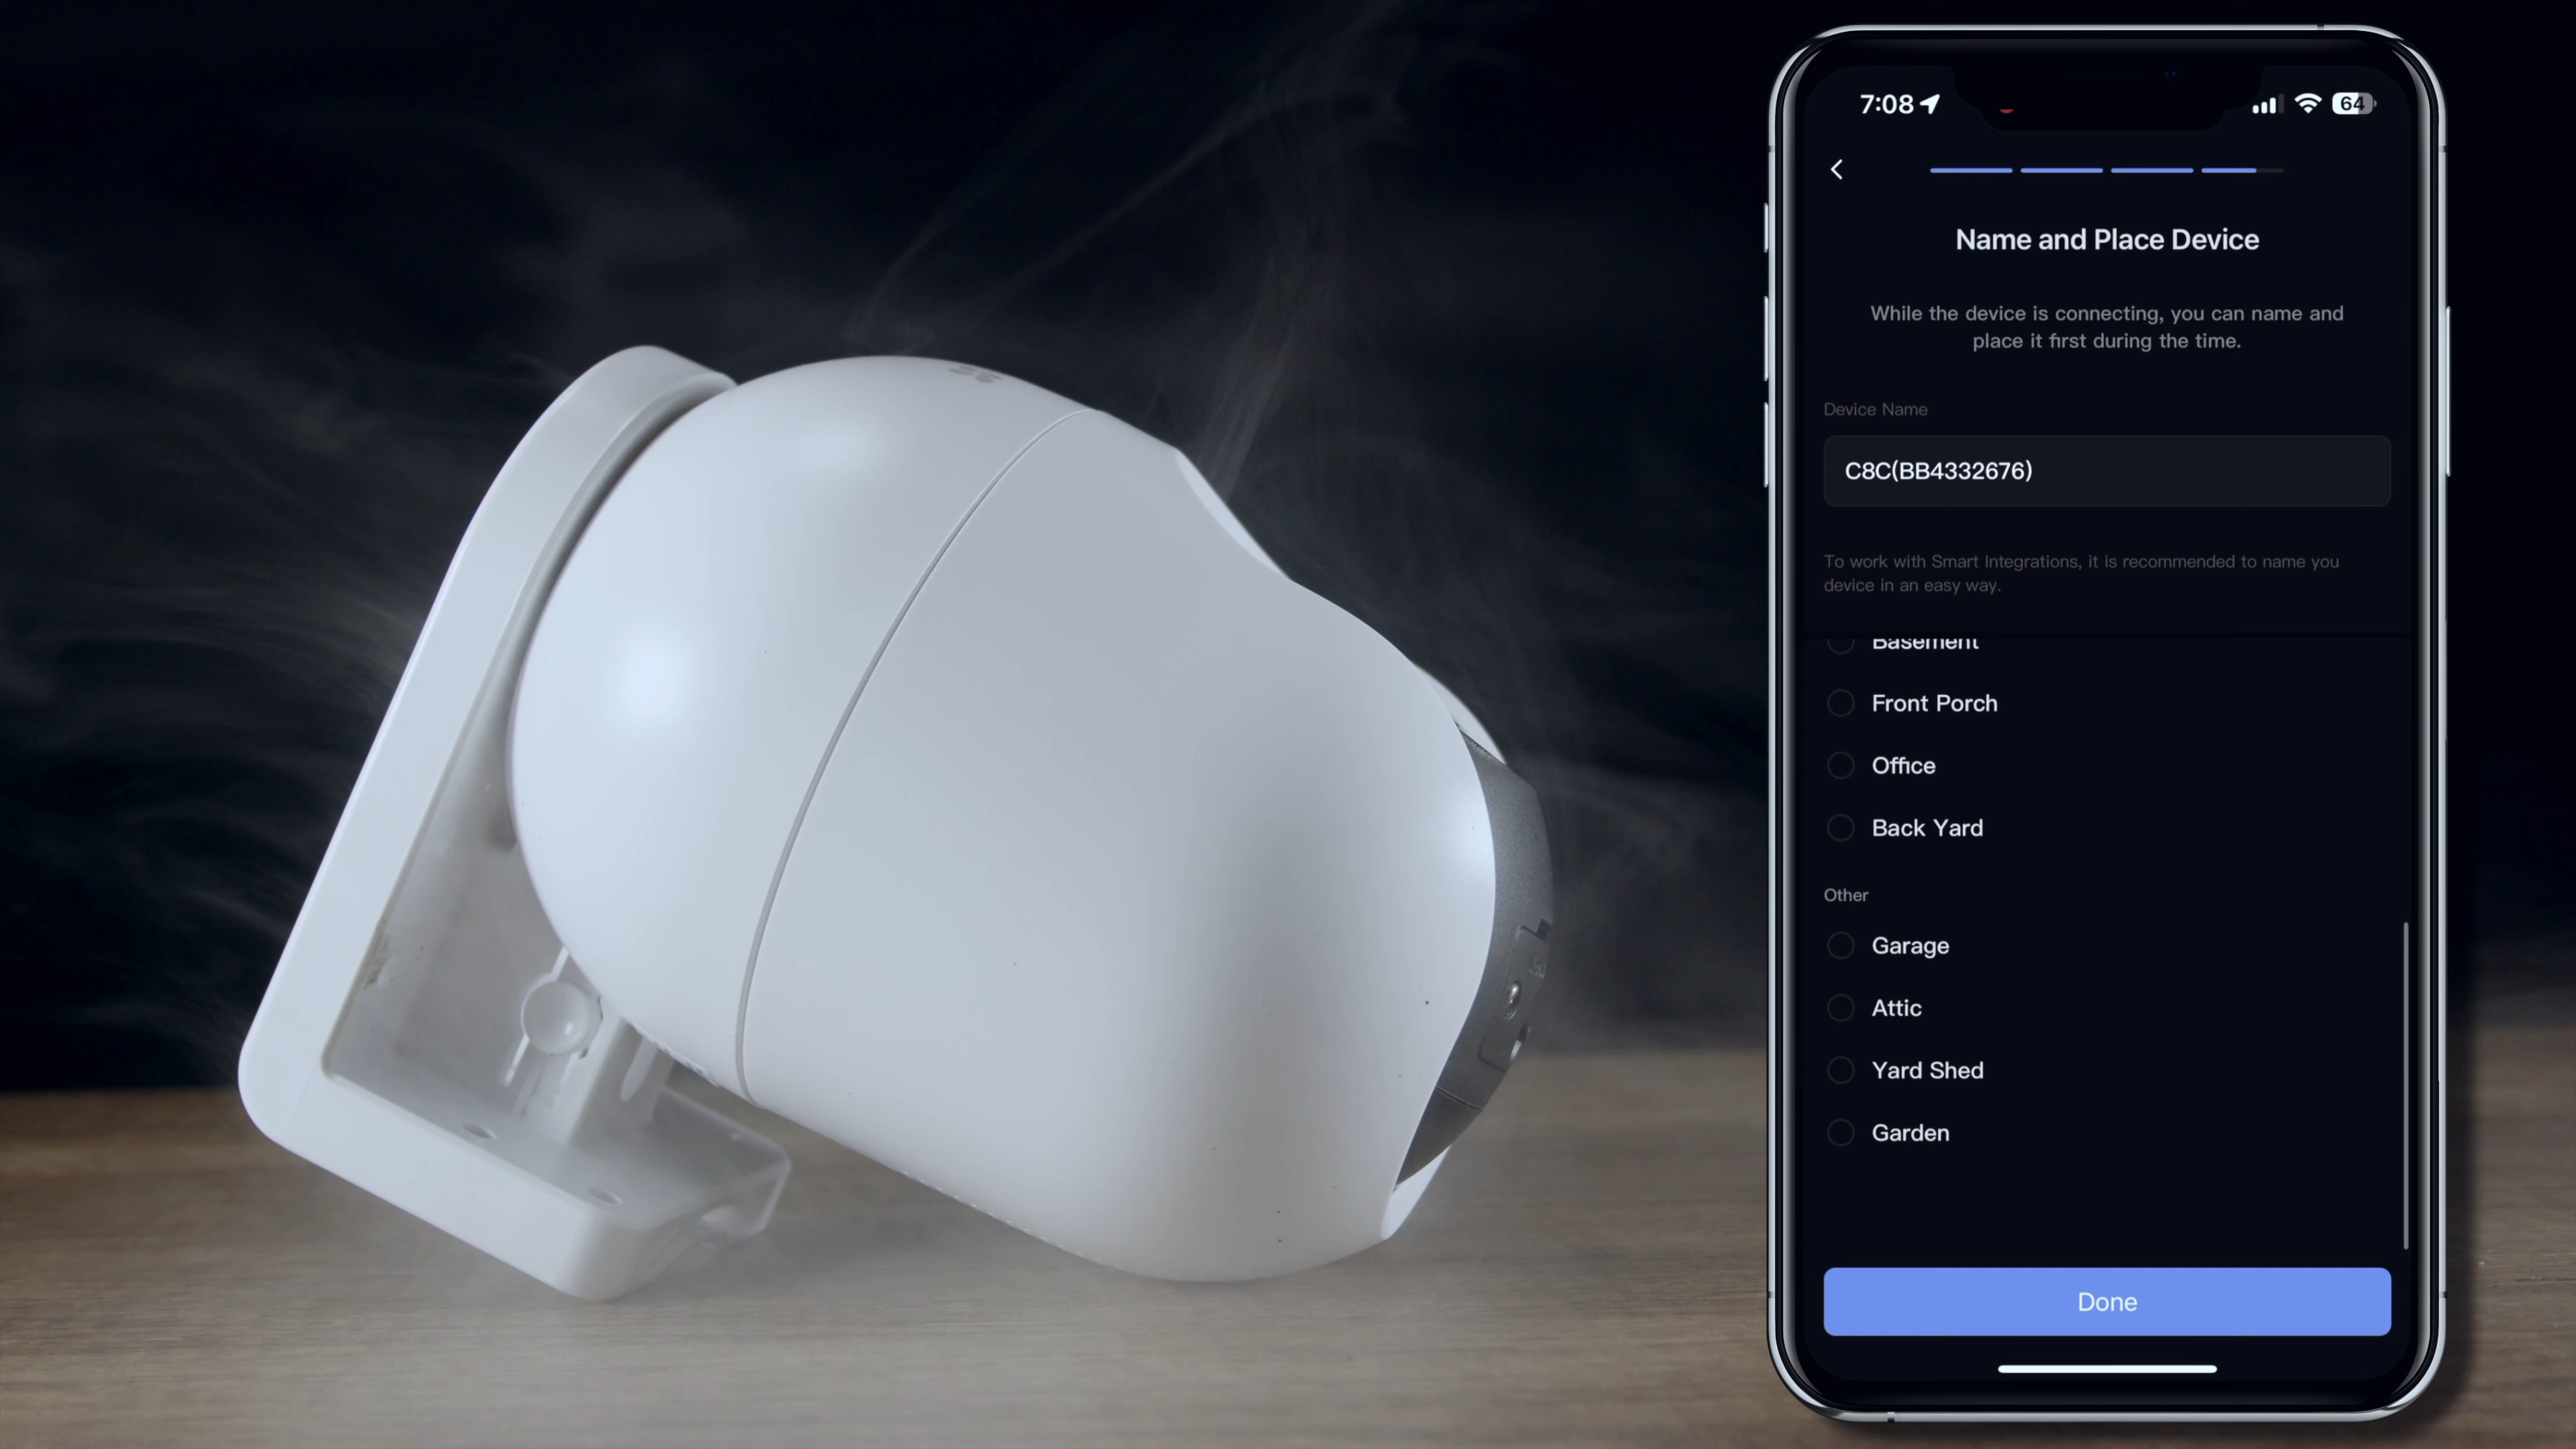 7:08
64
Name and Place Device
While the device is connecting, you can name and
place it first during the time.
Device Name
C8C(BB4332676)
To work with Smart Integrations, it is recommended to name you
device in an easy way.
Basement
Front Porch
Office
Back Yard
Other
Garage
Attic
Yard Shed
Garden
Done